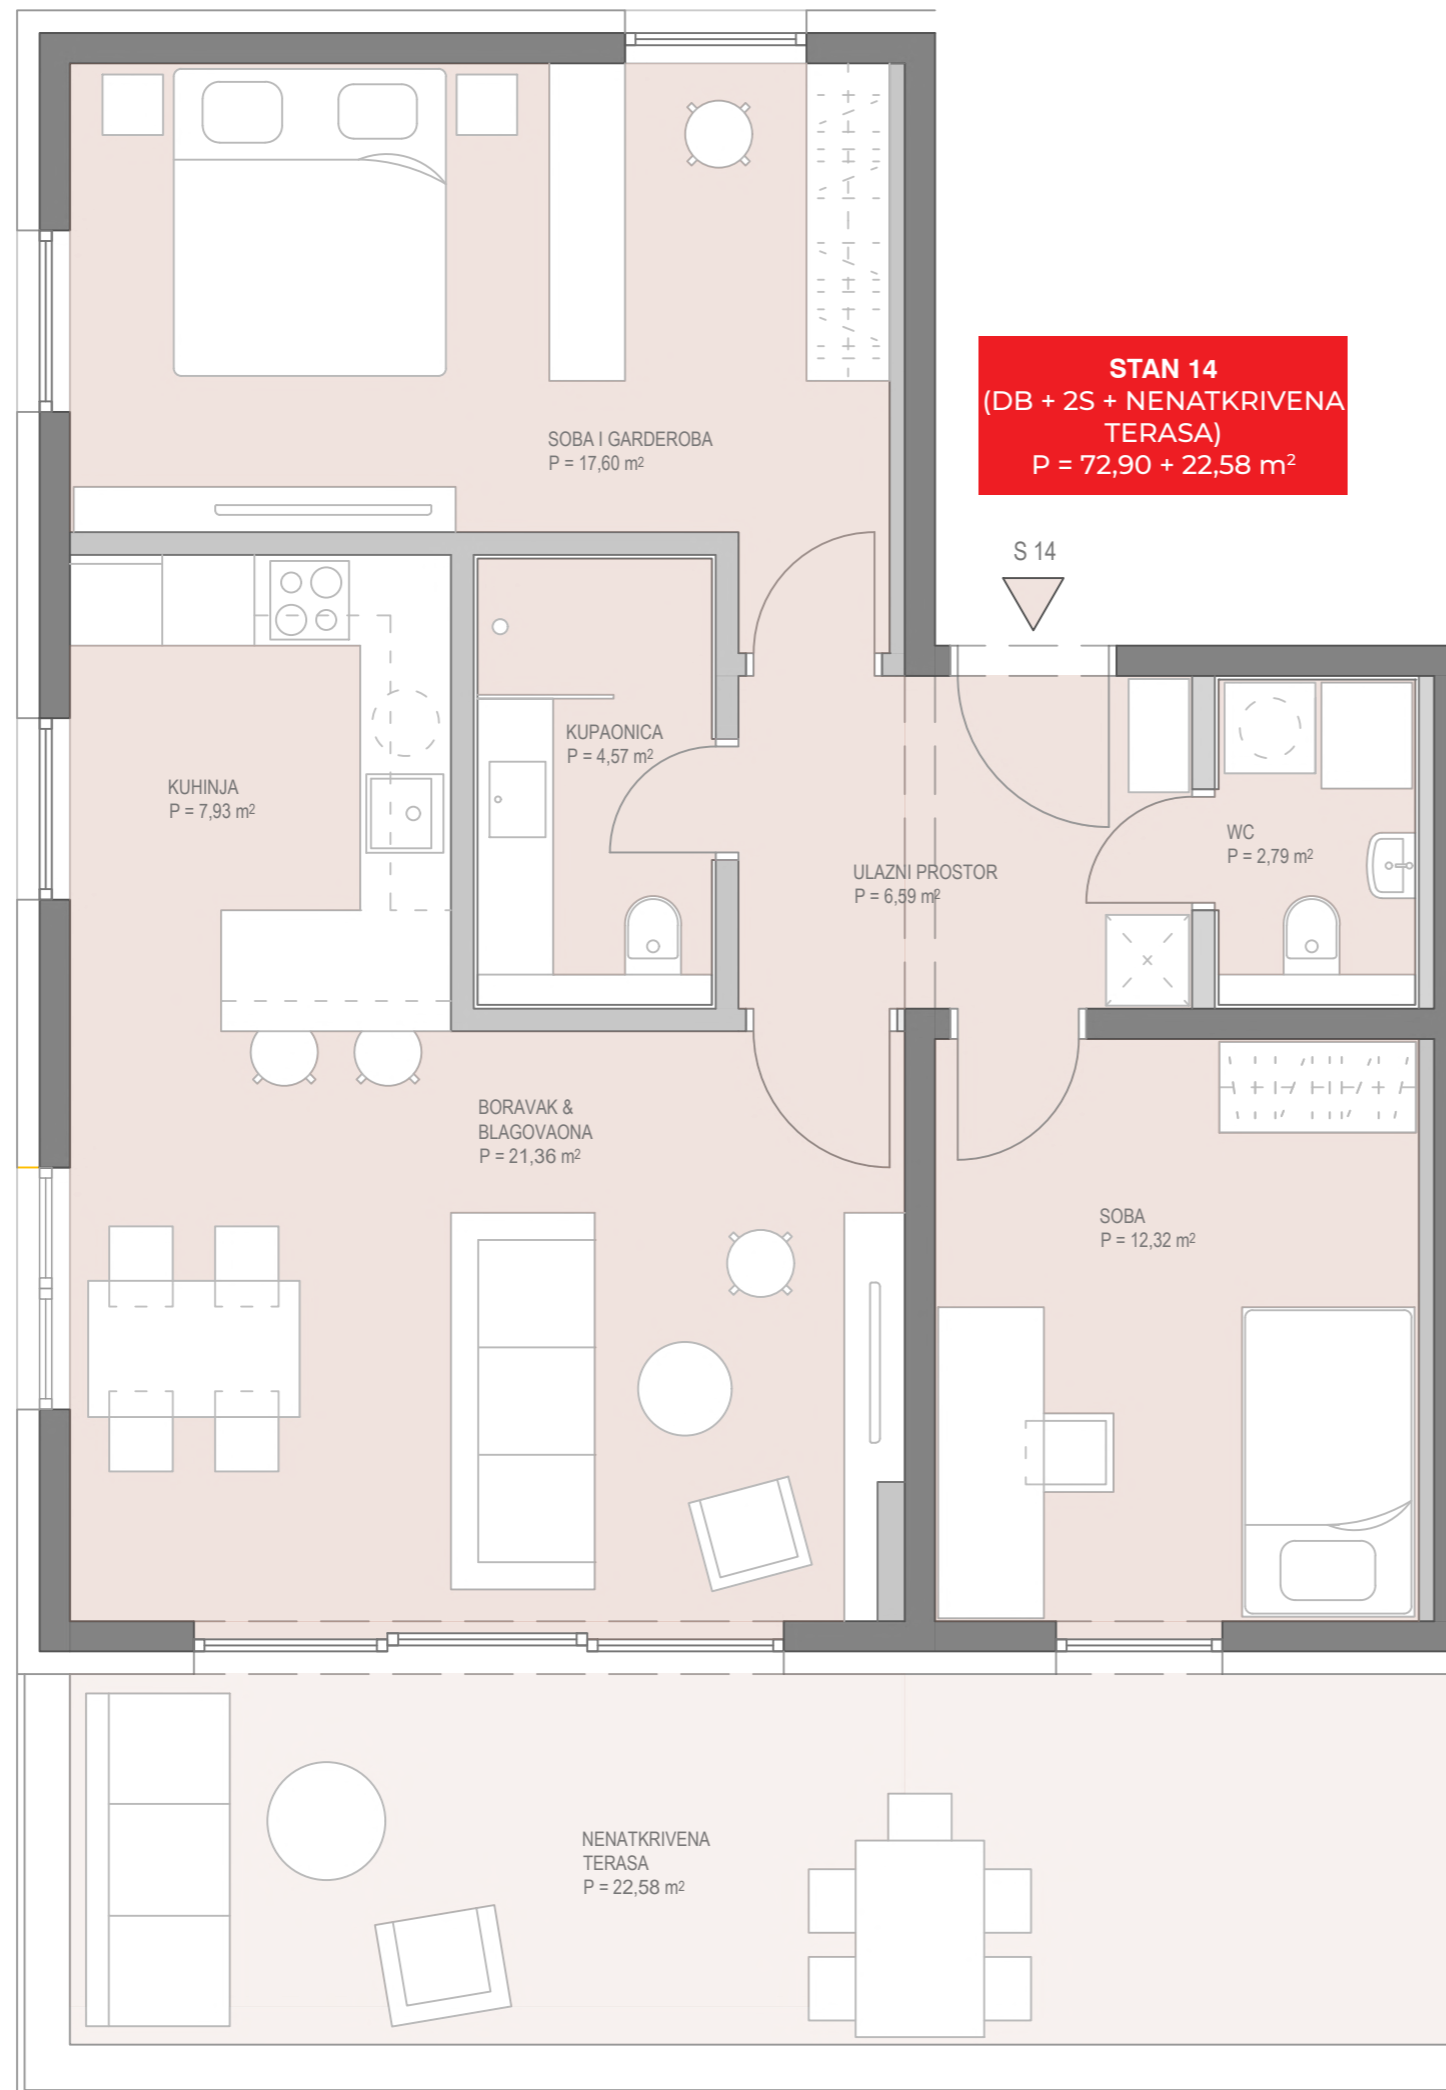 STAN 14
(DB + 2S + NENATKRIVENA
TERASA)
P = 72,90 + 22,58 m²
S 14
SOBA I GARDEROBA
P = 17,60 m²
KUPAONICA
P = 4,57 m²
KUHINJA
P = 7,93 m²
WC
P = 2,79 m²
ULAZNI PROSTOR
P = 6,59 m²
BORAVAK &
BLAGOVAONA
P = 21,36 m²
SOBA
P = 12,32 m²
NENATKRIVENA
TERASA
P = 22,58 m²